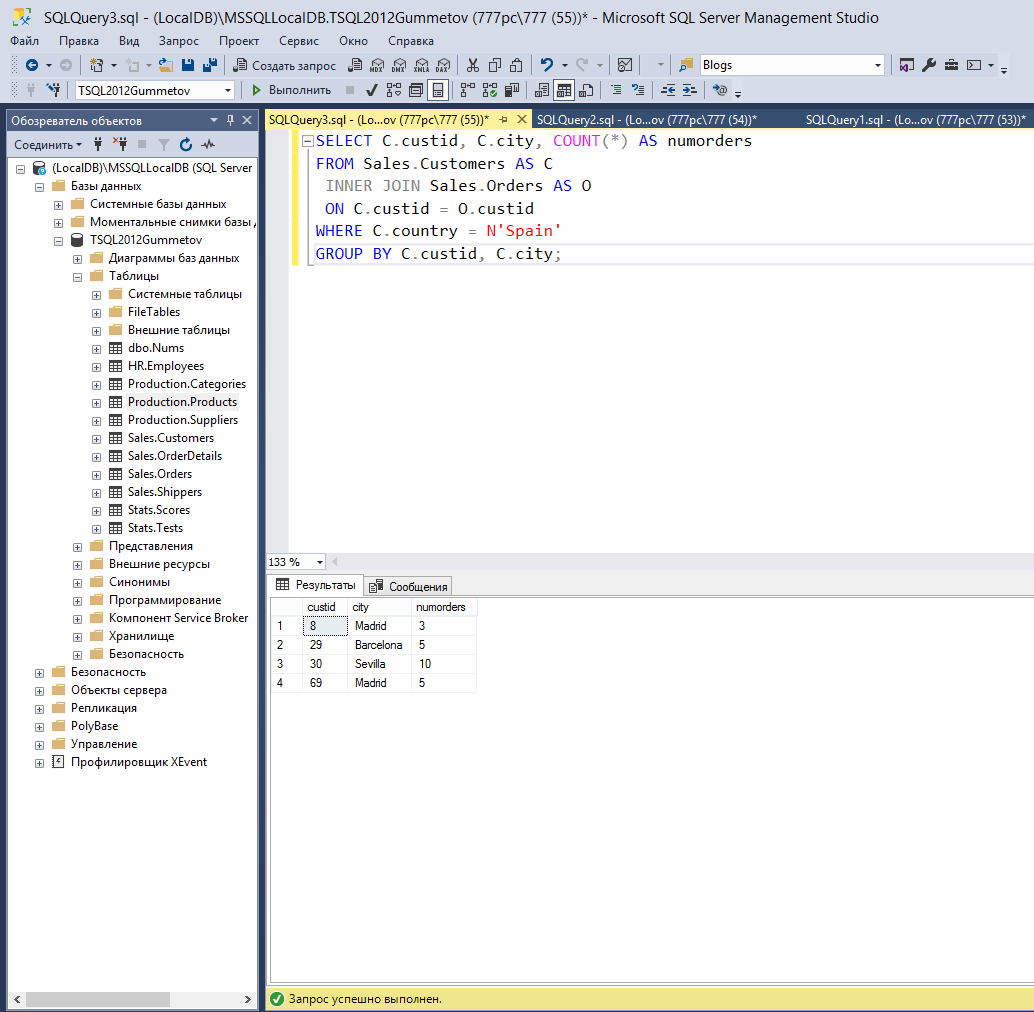 SQLQuery3.sql - (LocalDB)\MSSQLLocalDB.TSQL2012Gummetov (777pc\777 (55))* - Microsoft SQL Server Management Studio
Файл Правка Вид Запрос Проект Сервис Окно Справка
Создать запрос MDX DMX XMLA DAX Blogs
TSQL2012Gummetov Выполнить
Обозреватель объектов
Соединить
(LocalDB)\MSSQLLocalDB (SQL Server
Базы данных
Системные базы данных
Моментальные снимки базы
TSQL2012Gummetov
Диаграммы баз данных
Таблицы
Системные таблицы
FileTables
Внешние таблицы
dbo.Nums
HR.Employees
Production.Categories
Production.Products
Production.Suppliers
Sales.Customers
Sales.OrderDetails
Sales.Orders
Sales.Shippers
Stats.Scores
Stats.Tests
Представления
Внешние ресурсы
Синонимы
Программирование
Компонент Service Broker
Хранилище
Безопасность
Безопасность
Объекты сервера
Репликация
PolyBase
Управление
Профилировщик XEvent
SQLQuery3.sql - (Lo...ov (777pc\777 (55))* SQLQuery2.sql - (Lo...ov (777pc\777 (54))* SQLQuery1.sql - (Lo...ov (777pc\777 (53))*
SELECT C.custid, C.city, COUNT(*) AS numorders
FROM Sales.Customers AS C
INNER JOIN Sales.Orders AS O
ON C.custid = O.custid
WHERE C.country = N'Spain'
GROUP BY C.custid, C.city;
133 %
Результаты Сообщения
custid city numorders
1 8 Madrid 3
2 29 Barcelona 5
3 30 Sevilla 10
4 69 Madrid 5
Запрос успешно выполнен.